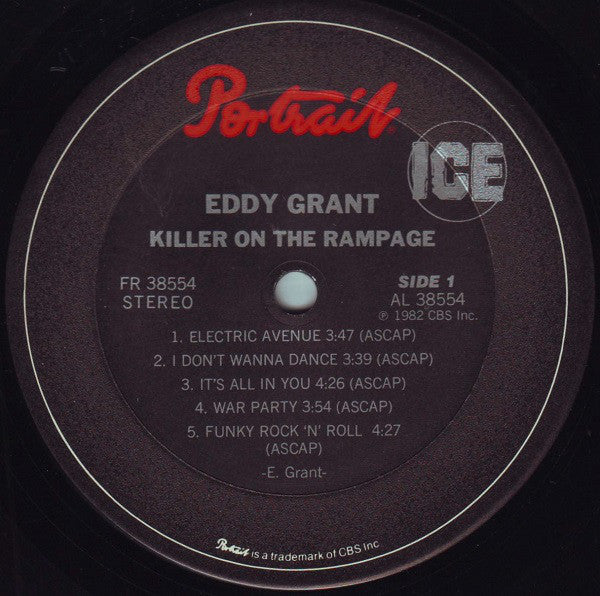 Portrait
ICE
EDDY GRANT
KILLER ON THE RAMPAGE
FR 38554
STEREO
SIDE 1
AL 38554
℗ 1982 CBS Inc.
1. ELECTRIC AVENUE 3:47 (ASCAP)
2. I DON'T WANNA DANCE 3:39 (ASCAP)
3. IT'S ALL IN YOU 4:26 (ASCAP)
4. WAR PARTY 3:54 (ASCAP)
5. FUNKY ROCK 'N' ROLL 4:27
(ASCAP)
-E. Grant-
Portrait is a trademark of CBS Inc